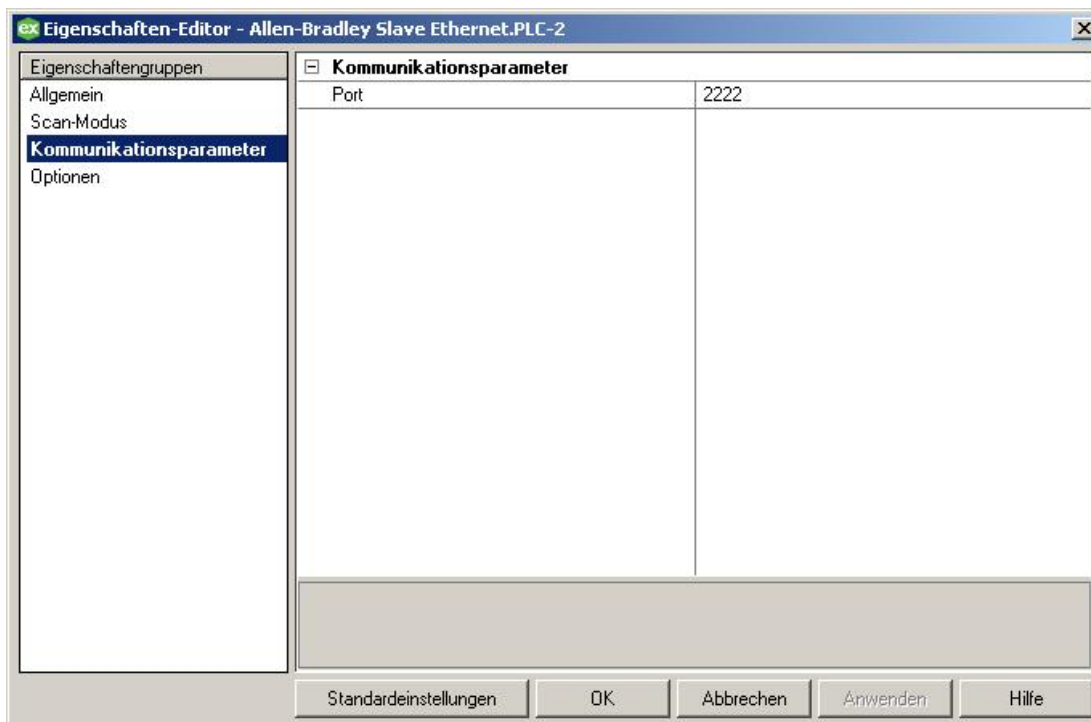 ex Eigenschaften-Editor - Allen-Bradley Slave Ethernet.PLC-2
Eigenschaftengruppen
Allgemein
Scan-Modus
Kommunikationsparameter
Optionen
Kommunikationsparameter
Port 2222
Standardeinstellungen OK Abbrechen Anwenden Hilfe